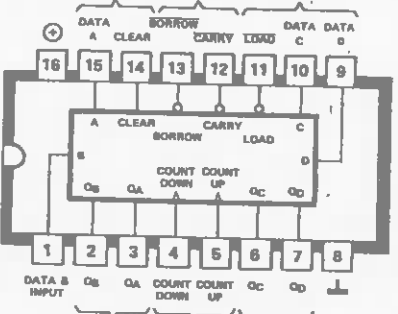 DATA BORROW DATA DATA
A CLEAR CARRY LOAD C D
16 15 14 13 12 11 10 9
A CLEAR CARRY C
BORROW LOAD
B D
COUNT COUNT
QB QA DOWN UP QC QD
1 2 3 4 5 6 7 8
DATA B QB QA COUNT COUNT QC QD
INPUT DOWN UP